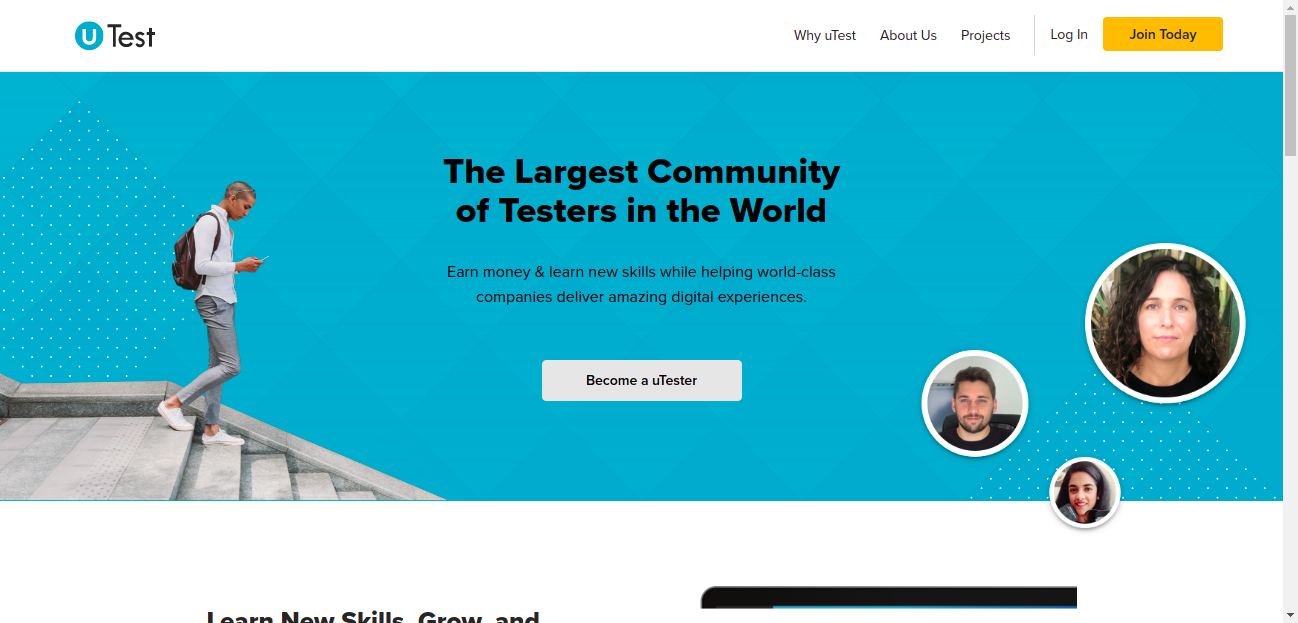 uTest
Why uTest
About Us
Projects
Log In
Join Today
The Largest Community
of Testers in the World
Earn money & learn new skills while helping world-class
companies deliver amazing digital experiences.
Become a uTester
Learn New Skills, Grow, and